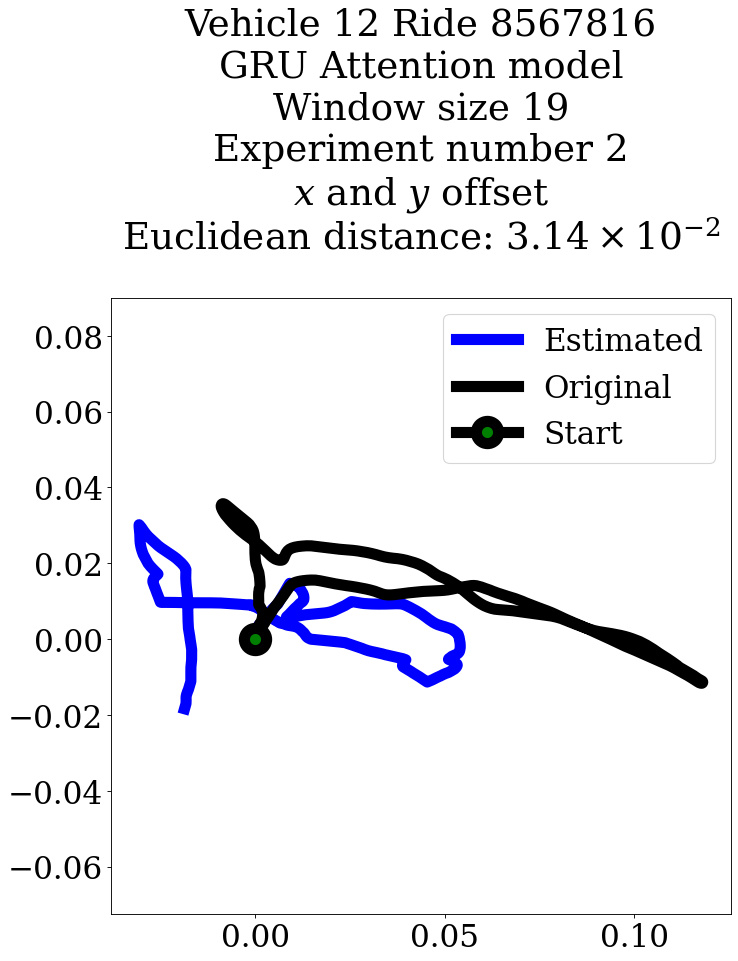 Vehicle 12 Ride 8567816
GRU Attention model
Window size 19
Experiment number 2
x and y offset
Euclidean distance: 3.14 × 10⁻²
Estimated
Original
Start
0.08
0.06
0.04
0.02
0.00
−0.02
−0.04
−0.06
0.00 0.05 0.10